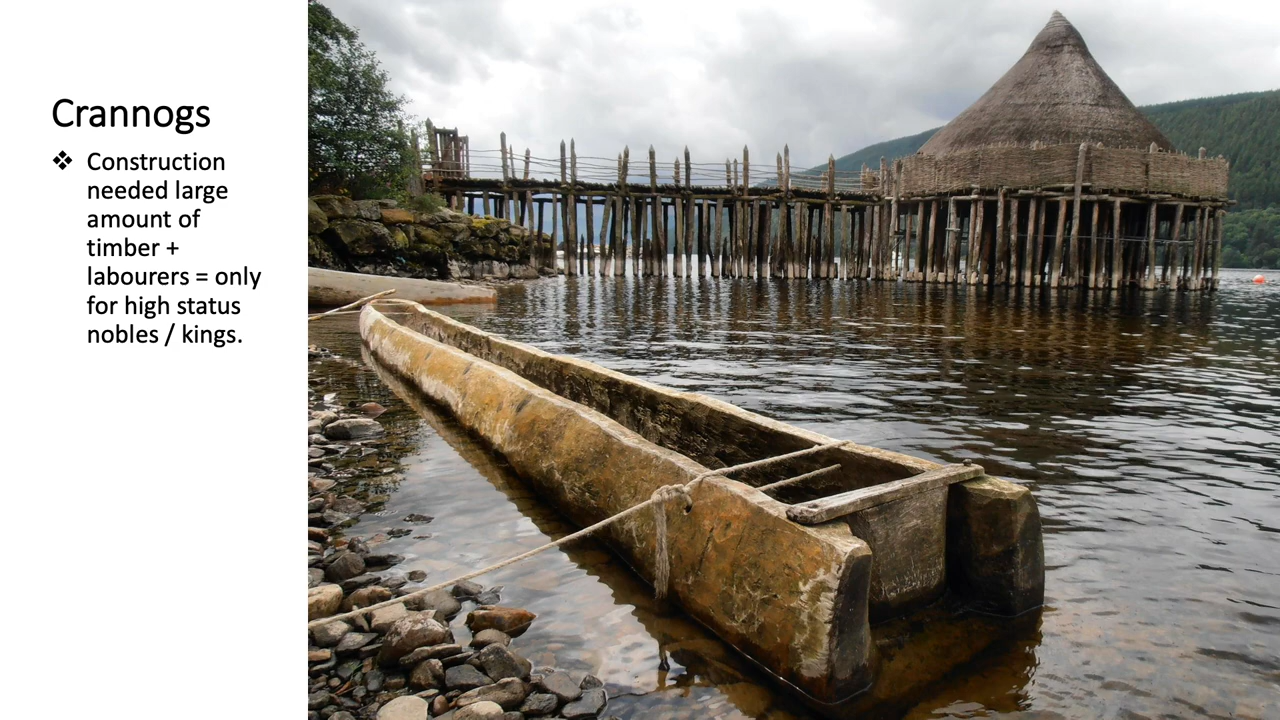 Crannogs
❖ Construction
needed large
amount of
timber +
labourers = only
for high status
nobles / kings.